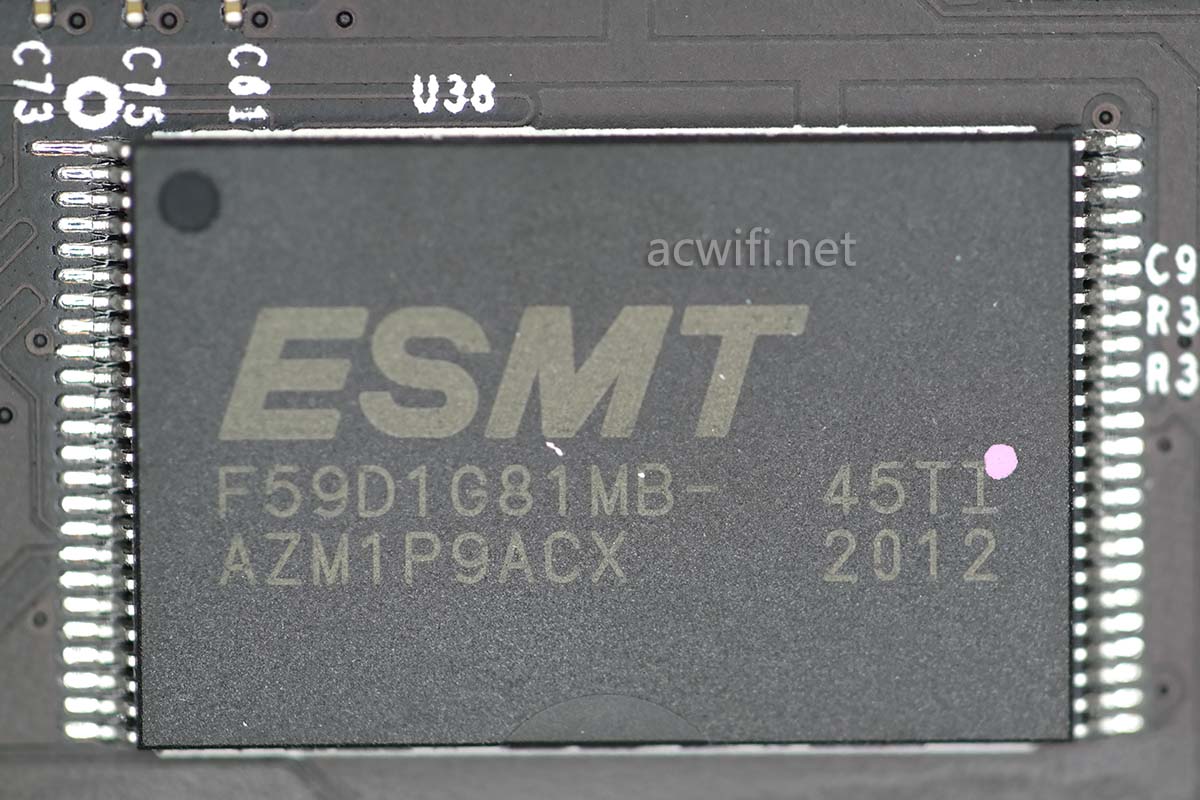 C73
C75
C61
U38
acwifi.net
C9
R3
R3
ESMT
F59D1G81MB- 45TI
AZM1P9ACX 2012